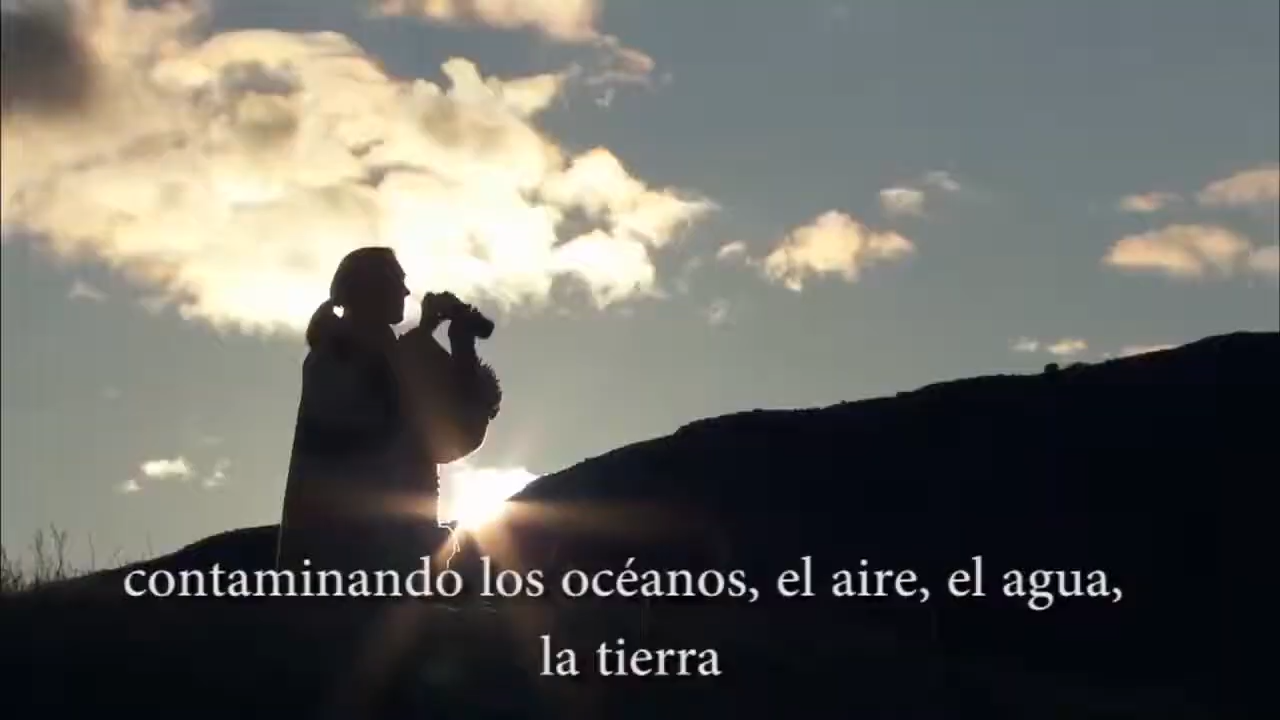 contaminando los océanos, el aire, el agua,
la tierra